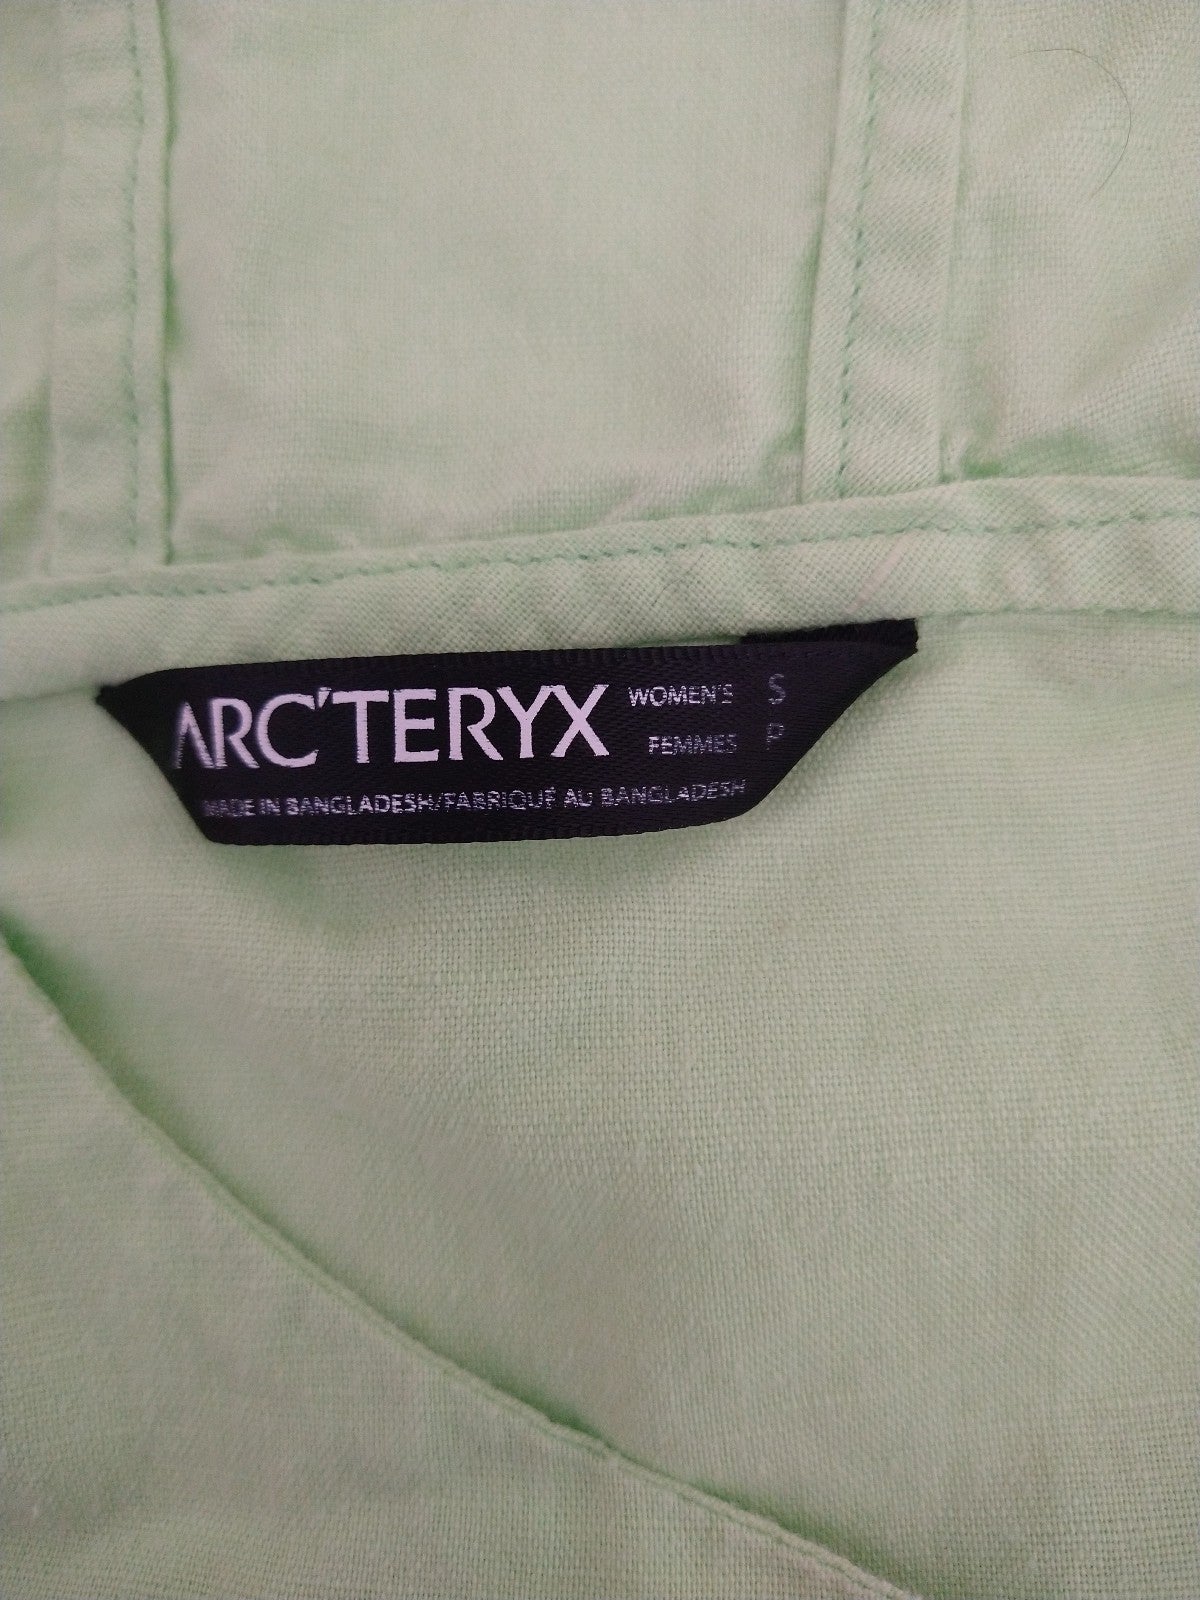 ARC'TERYX WOMEN'S S
FEMMES P
MADE IN BANGLADESH/FABRIQUÉ AU BANGLADESH